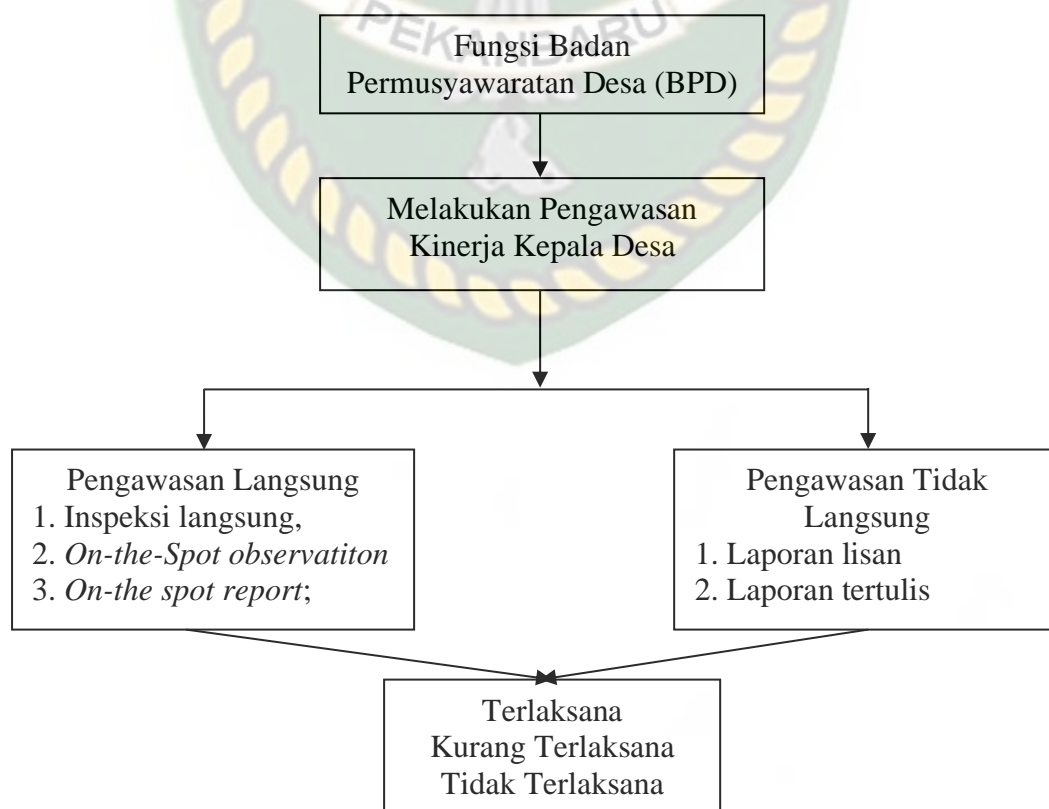 PEKANBARU
Fungsi Badan
Permusyawaratan Desa (BPD)
Melakukan Pengawasan
Kinerja Kepala Desa
Pengawasan Langsung
1. Inspeksi langsung,
2. On-the-Spot observatiton
3. On-the spot report;
Pengawasan Tidak
Langsung
1. Laporan lisan
2. Laporan tertulis
Terlaksana
Kurang Terlaksana
Tidak Terlaksana